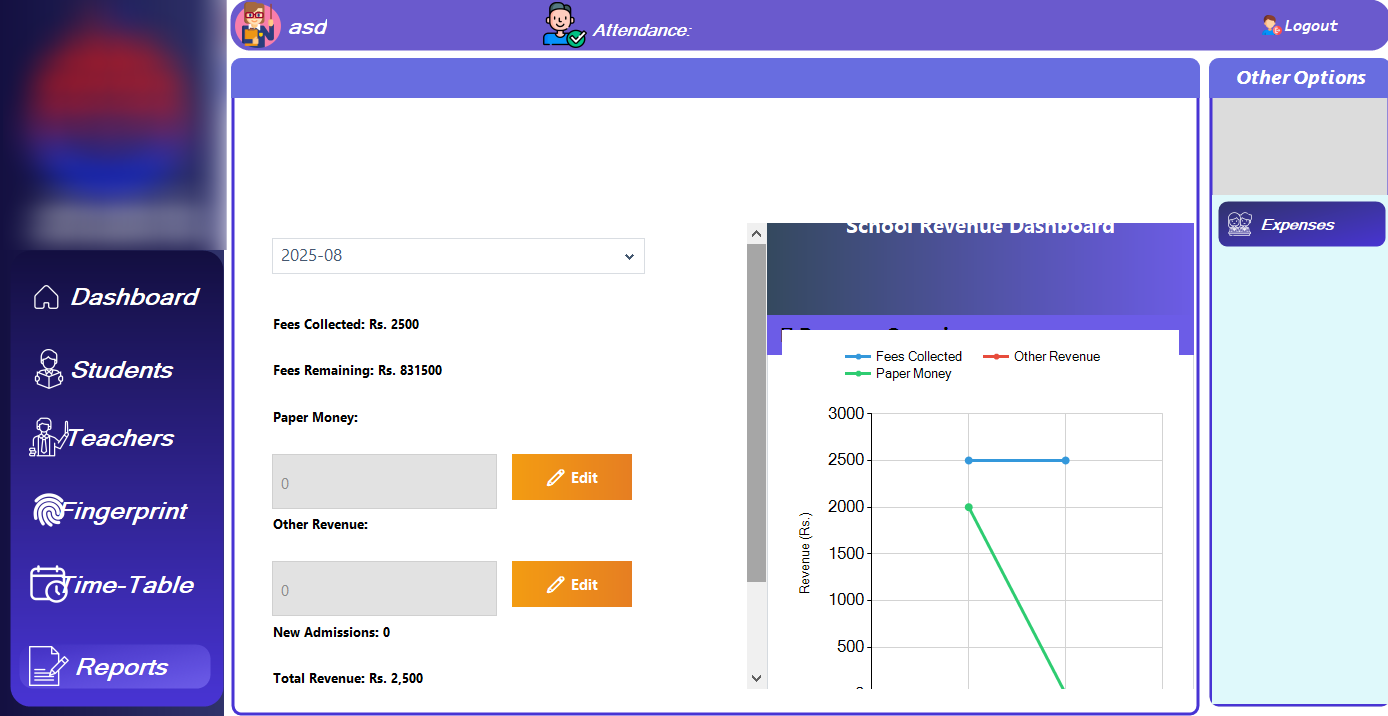 asd
Attendance:
Logout
Other Options
Expenses
Dashboard
Students
Teachers
Fingerprint
Time-Table
Reports
2025-08
Fees Collected: Rs. 2500
Fees Remaining: Rs. 831500
Paper Money:
0
Edit
Other Revenue:
0
Edit
New Admissions: 0
Total Revenue: Rs. 2,500
School Revenue Dashboard
Fees Collected
Other Revenue
Paper Money
3000
2500
2000
1500
1000
500
Revenue (Rs.)